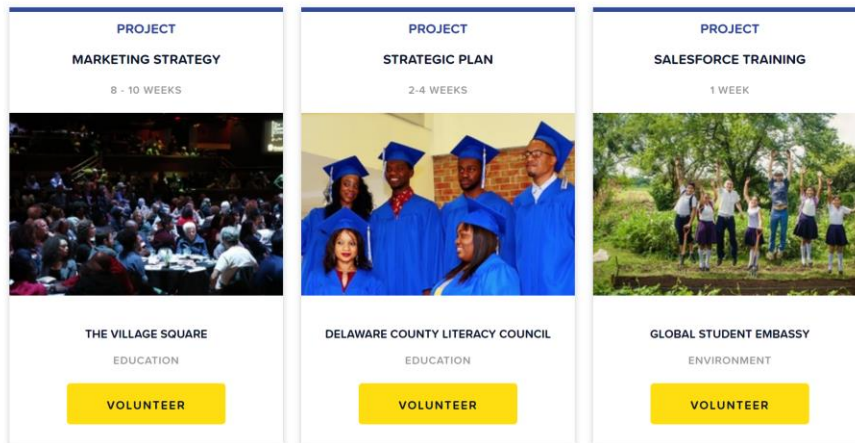 PROJECT
MARKETING STRATEGY
8 - 10 WEEKS
THE VILLAGE SQUARE
EDUCATION
VOLUNTEER
PROJECT
STRATEGIC PLAN
2-4 WEEKS
DELAWARE COUNTY LITERACY COUNCIL
EDUCATION
VOLUNTEER
PROJECT
SALESFORCE TRAINING
1 WEEK
GLOBAL STUDENT EMBASSY
ENVIRONMENT
VOLUNTEER